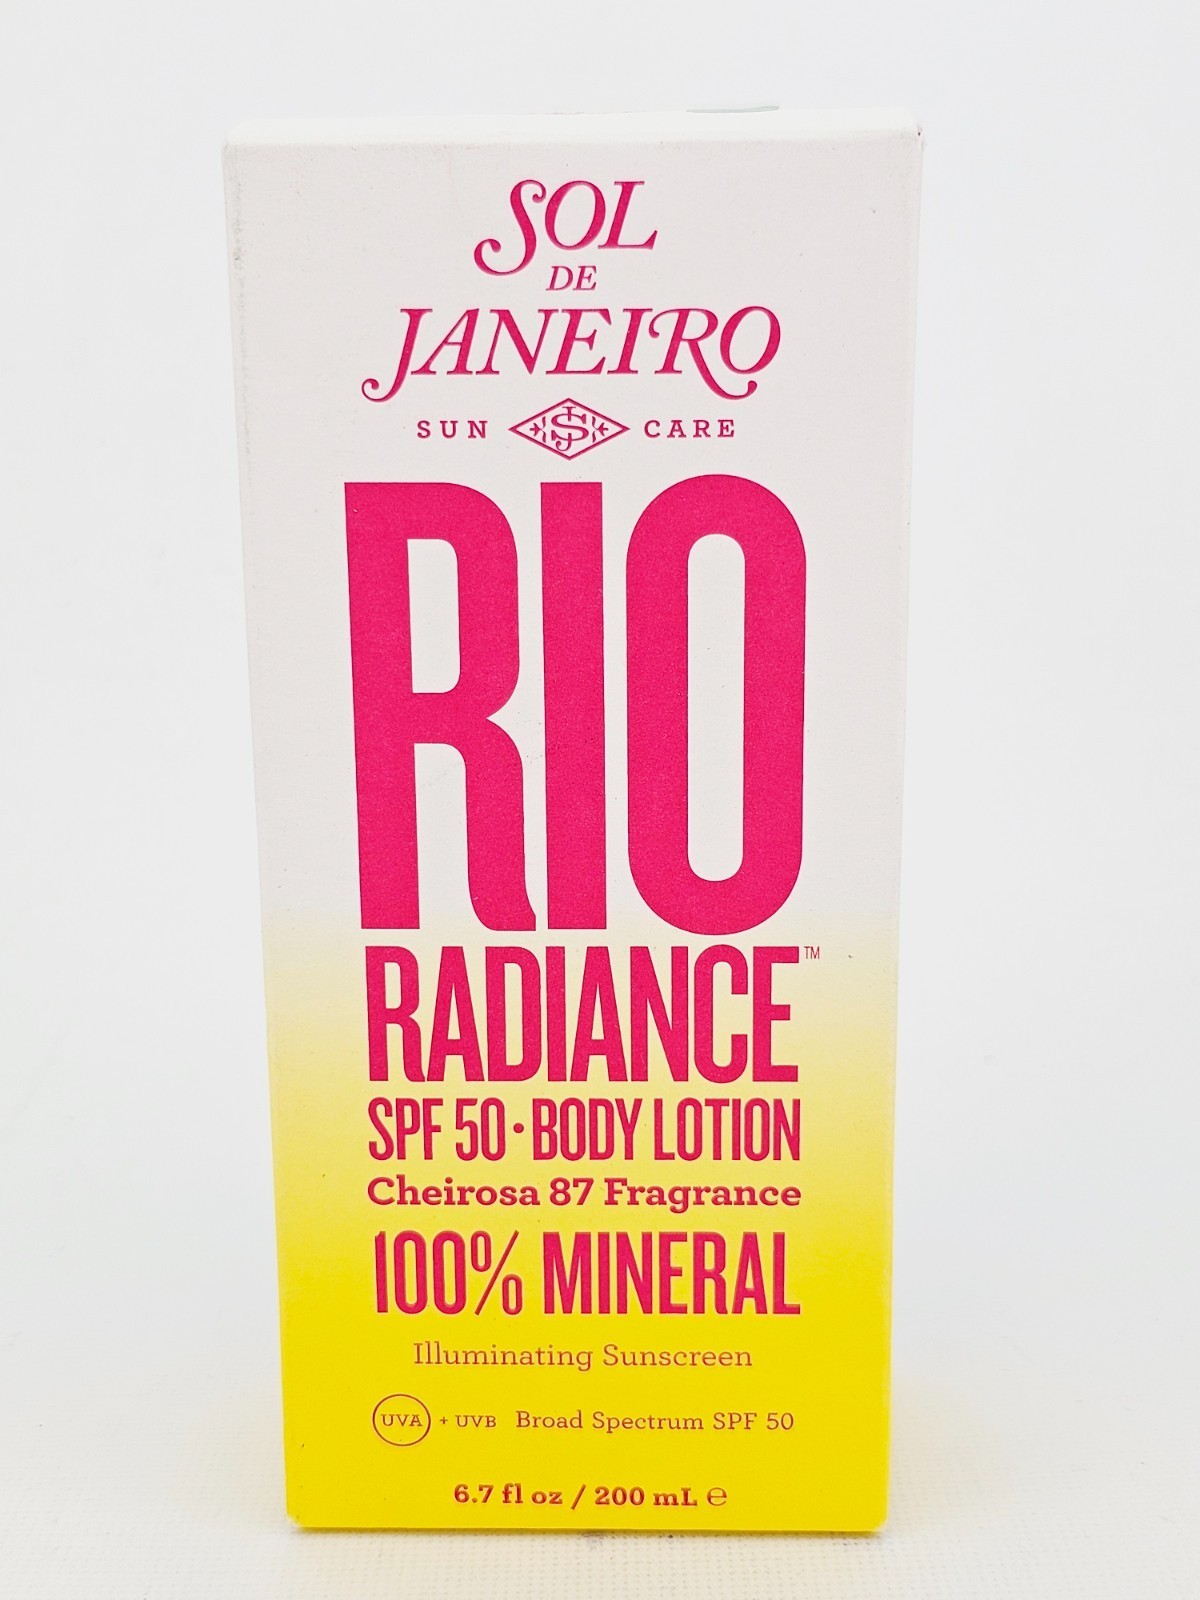 SOL
DE
JANEIRO
SUN SJ CARE
RIO
RADIANCE™
SPF 50 · BODY LOTION
Cheirosa 87 Fragrance
100% MINERAL
Illuminating Sunscreen
UVA + UVB Broad Spectrum SPF 50
6.7 fl oz / 200 mL ℮